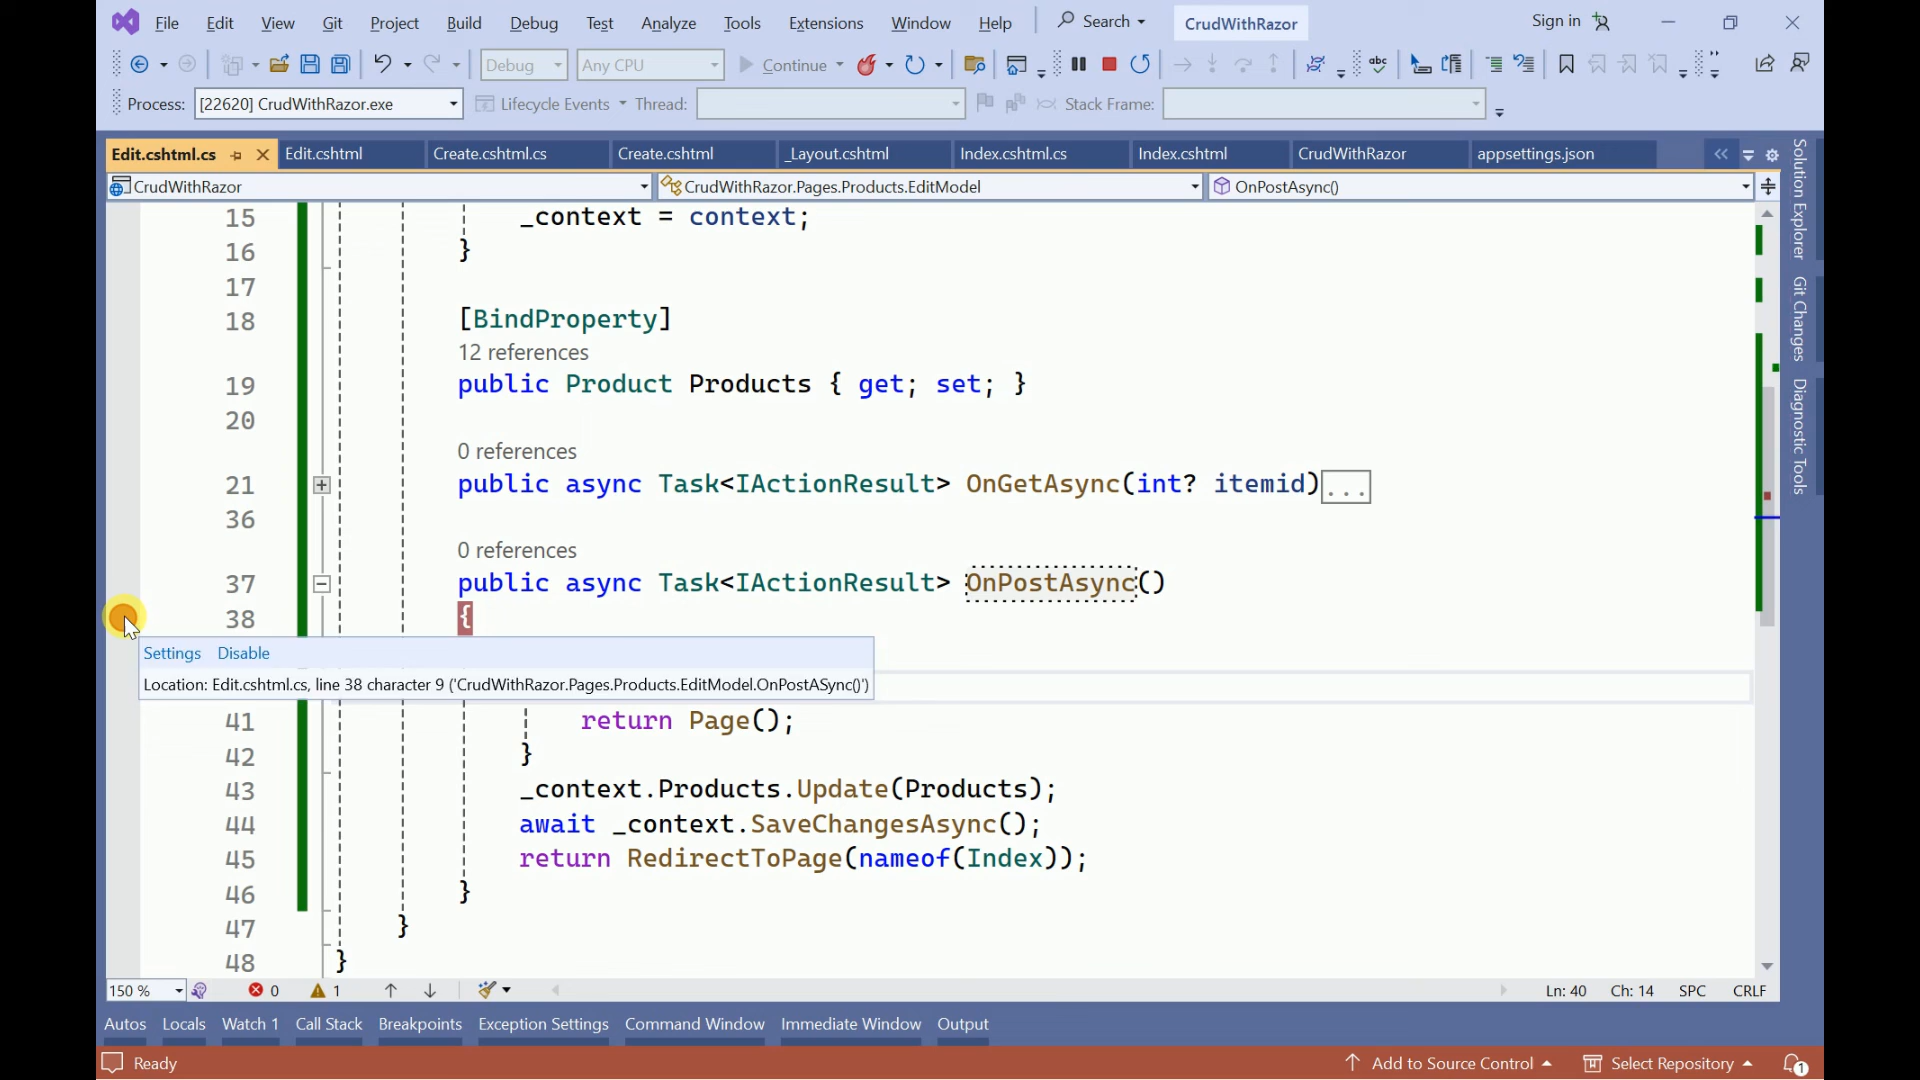 File Edit View Git Project Build Debug Test Analyze Tools Extensions Window Help Search CrudWithRazor Sign in
Debug Any CPU Continue abc
Process: [22620] CrudWithRazor.exe Lifecycle Events Thread: Stack Frame:
Edit.cshtml.cs Edit.cshtml Create.cshtml.cs Create.cshtml _Layout.cshtml Index.cshtml.cs Index.cshtml CrudWithRazor appsettings.json
CrudWithRazor CrudWithRazor.Pages.Products.EditModel OnPostAsync()
15 _context = context;
16 }
17
18 [BindProperty]
12 references
19 public Product Products { get; set; }
20
0 references
21 public async Task<IActionResult> OnGetAsync(int? itemid)...
36
0 references
37 public async Task<IActionResult> OnPostAsync()
38 {
Settings Disable
Location: Edit.cshtml.cs, line 38 character 9 ('CrudWithRazor.Pages.Products.EditModel.OnPostASync()')
41 return Page();
42 }
43 _context.Products.Update(Products);
44 await _context.SaveChangesAsync();
45 return RedirectToPage(nameof(Index));
46 }
47 }
48 }
Solution Explorer
Git Changes
Diagnostic Tools
150 % 0 1 Ln: 40 Ch: 14 SPC CRLF
Autos Locals Watch 1 Call Stack Breakpoints Exception Settings Command Window Immediate Window Output
Ready Add to Source Control Select Repository 1